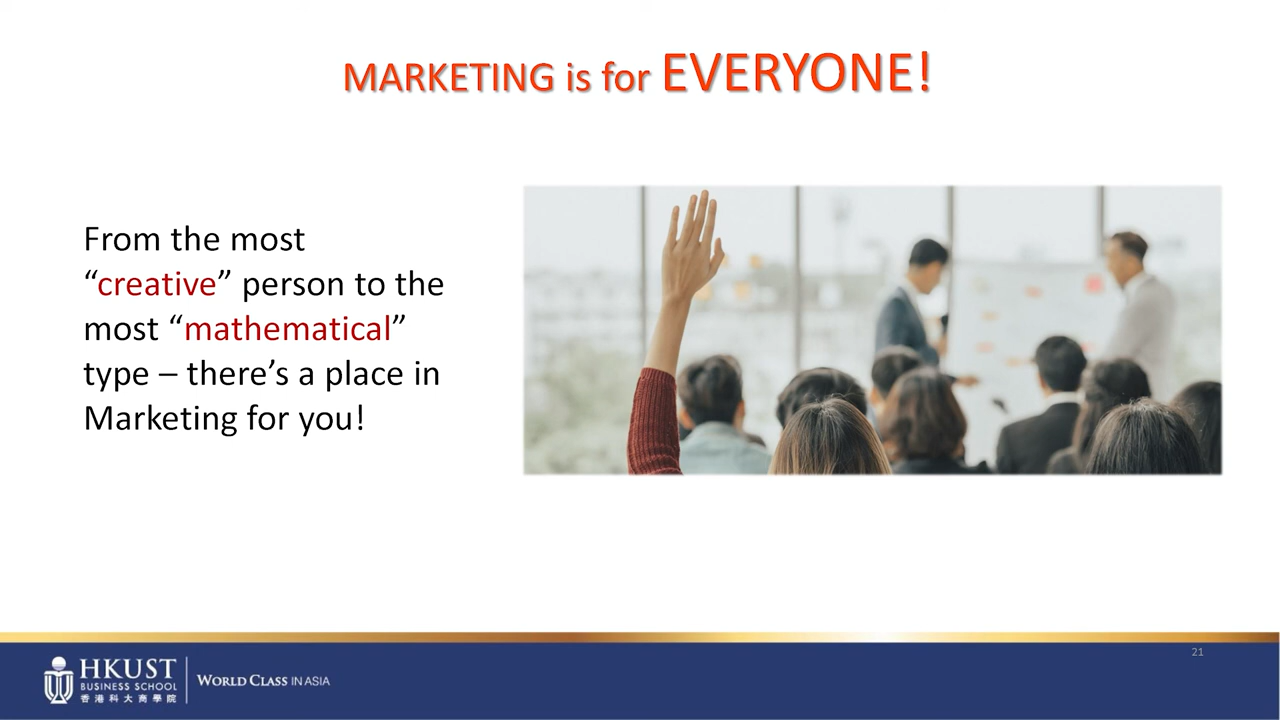 MARKETING is for EVERYONE!
From the most
“creative” person to the
most “mathematical”
type – there’s a place in
Marketing for you!
21
HKUST
BUSINESS SCHOOL
香港科大商學院
WORLD CLASS IN ASIA